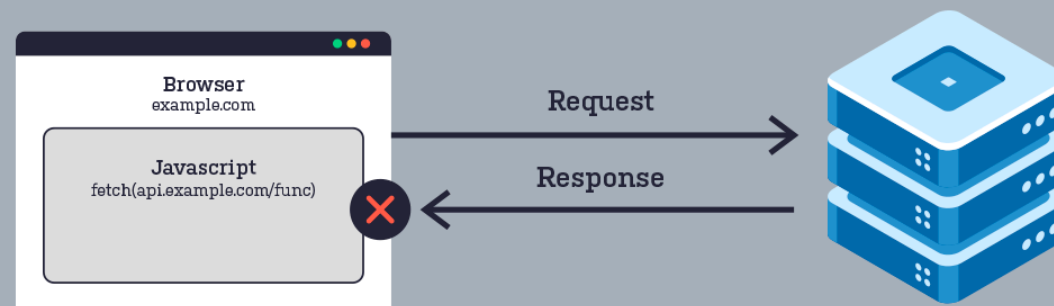 Browser
example.com
Javascript
fetch(api.example.com/func)
Request
Response